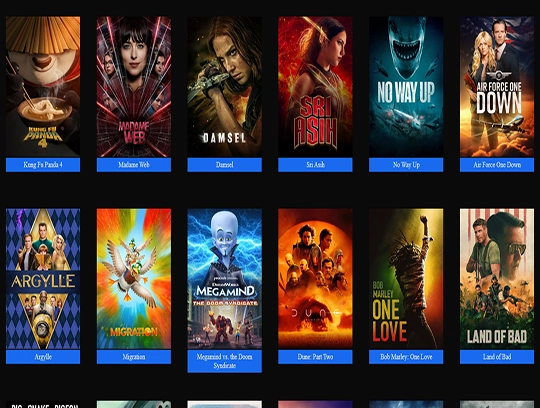 KUNG FU
PANDA
4
MADAME
WEB
DAMSEL
SRI
ASIH
NO WAY UP
AIR FORCE ONE
DOWN
Kung Fu Panda 4
Madame Web
Damsel
Sri Asih
No Way Up
Air Force One Down
ARGYLLE
MIGRATION
DREAMWORKS
MEGAMIND
THE DOOM SYNDICATE
DUNE
BOB
MARLEY
ONE
LOVE
LAND OF BAD
Argylle
Migration
Megamind vs. the Doom
Syndicate
Dune: Part Two
Bob Marley: One Love
Land of Bad